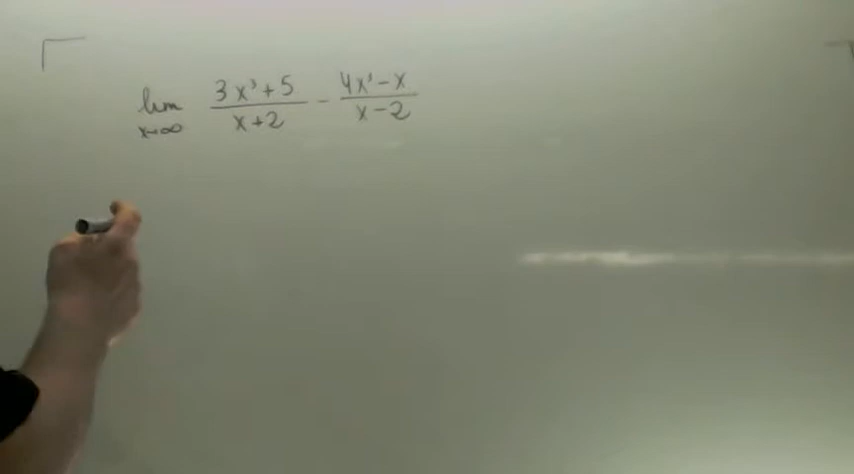 lim x→∞ (3x³+5)/(x+2) − (4x³−x)/(x−2)